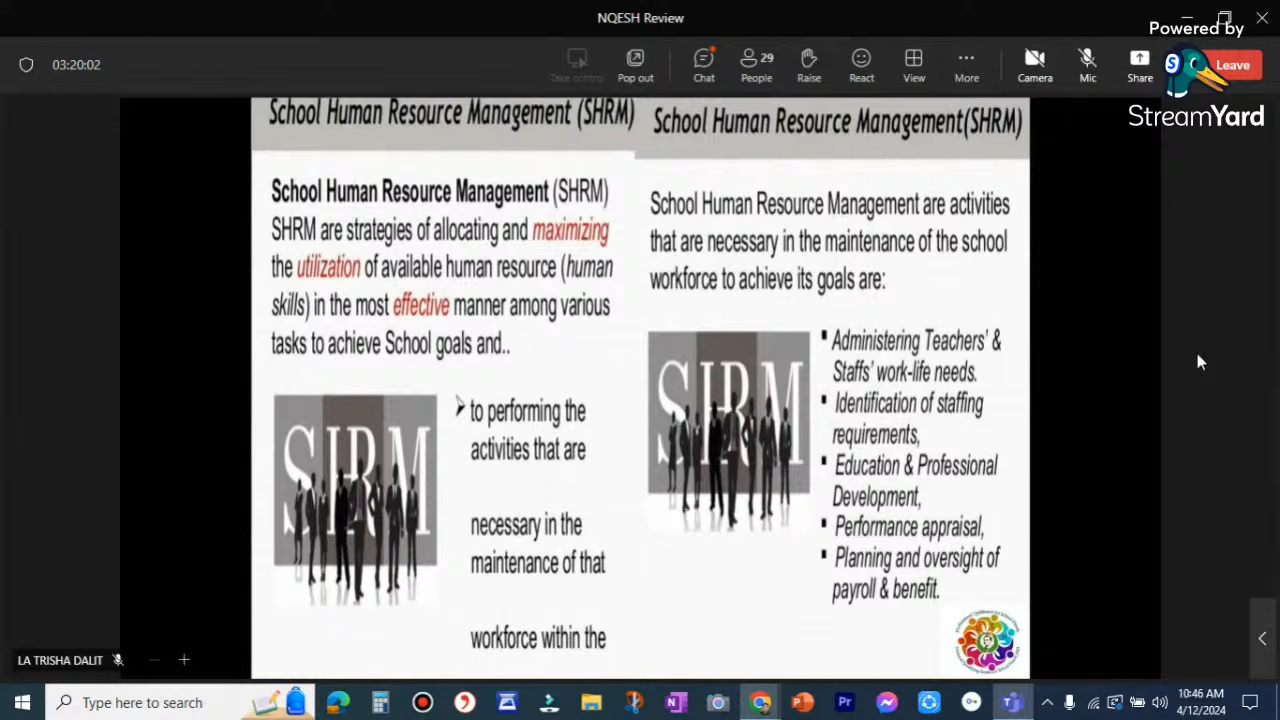 NQESH Review
Powered by
StreamYard
03:20:02
Take control
Pop out
Chat
29
People
Raise
React
View
More
Camera
Mic
Share
Leave
School Human Resource Management (SHRM)
School Human Resource Management (SHRM)
SHRM are strategies of allocating and maximizing
the utilization of available human resource (human
skills) in the most effective manner among various
tasks to achieve School goals and..
SHRM
to performing the
activities that are
necessary in the
maintenance of that
workforce within the
School Human Resource Management(SHRM)
School Human Resource Management are activities
that are necessary in the maintenance of the school
workforce to achieve its goals are:
SHRM
Administering Teachers' &
Staffs' work-life needs.
Identification of staffing
requirements,
Education & Professional
Development,
Performance appraisal,
Planning and oversight of
payroll & benefit.
LA TRISHA DALIT
Type here to search
10:46 AM
4/12/2024